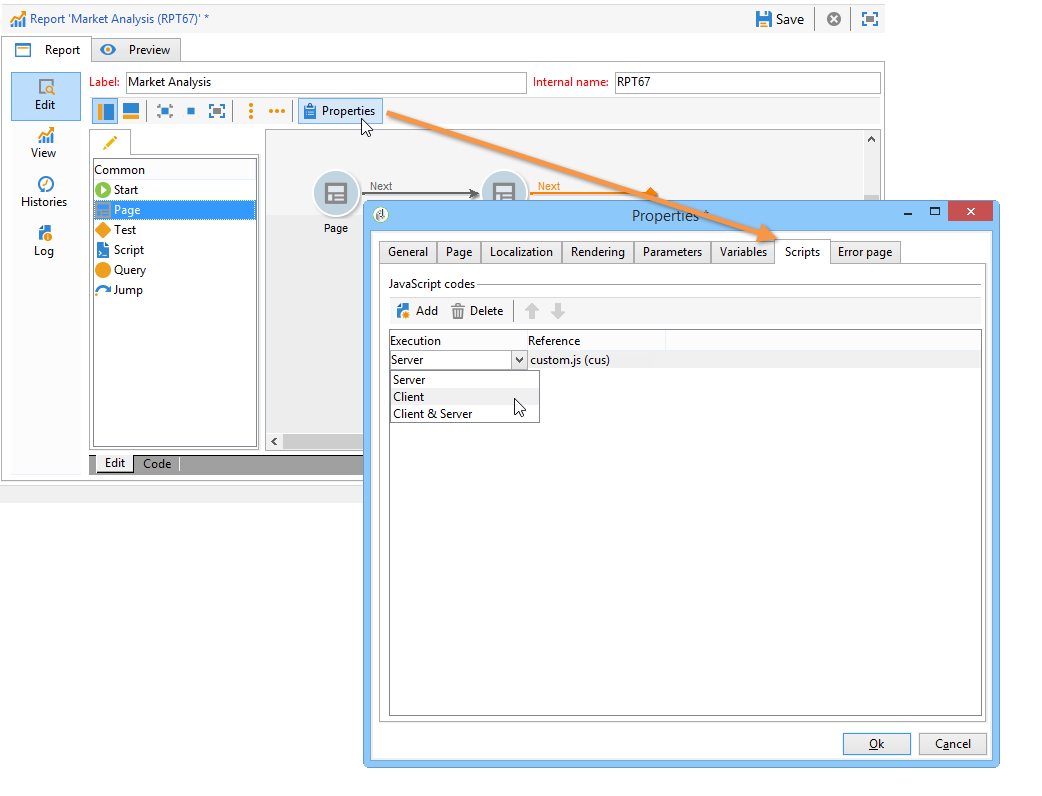 Report 'Market Analysis (RPT67)' *
Save
Report
Preview
Edit
View
Histories
Log
Label: Market Analysis
Internal name: RPT67
Properties
Common
Start
Page
Test
Script
Query
Jump
Next
Next
Page
Edit
Code
Properties *
General
Page
Localization
Rendering
Parameters
Variables
Scripts
Error page
JavaScript codes
Add
Delete
Execution
Reference
Server
custom.js (cus)
Server
Client
Client & Server
Ok
Cancel